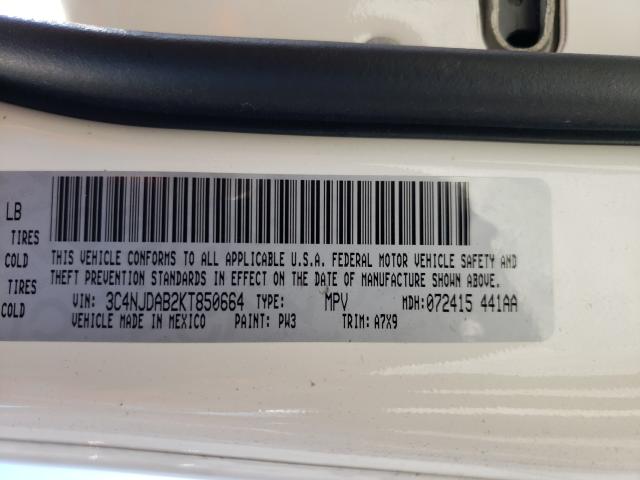 LB
TIRES
COLD
TIRES
COLD
THIS VEHICLE CONFORMS TO ALL APPLICABLE U.S.A. FEDERAL MOTOR VEHICLE SAFETY AND
THEFT PREVENTION STANDARDS IN EFFECT ON THE DATE OF MANUFACTURE SHOWN ABOVE.
VIN: 3C4NJDAB2KT850664 TYPE: MPV MDH:072415 441AA
VEHICLE MADE IN MEXICO PAINT: PW3 TRIM: A7X9